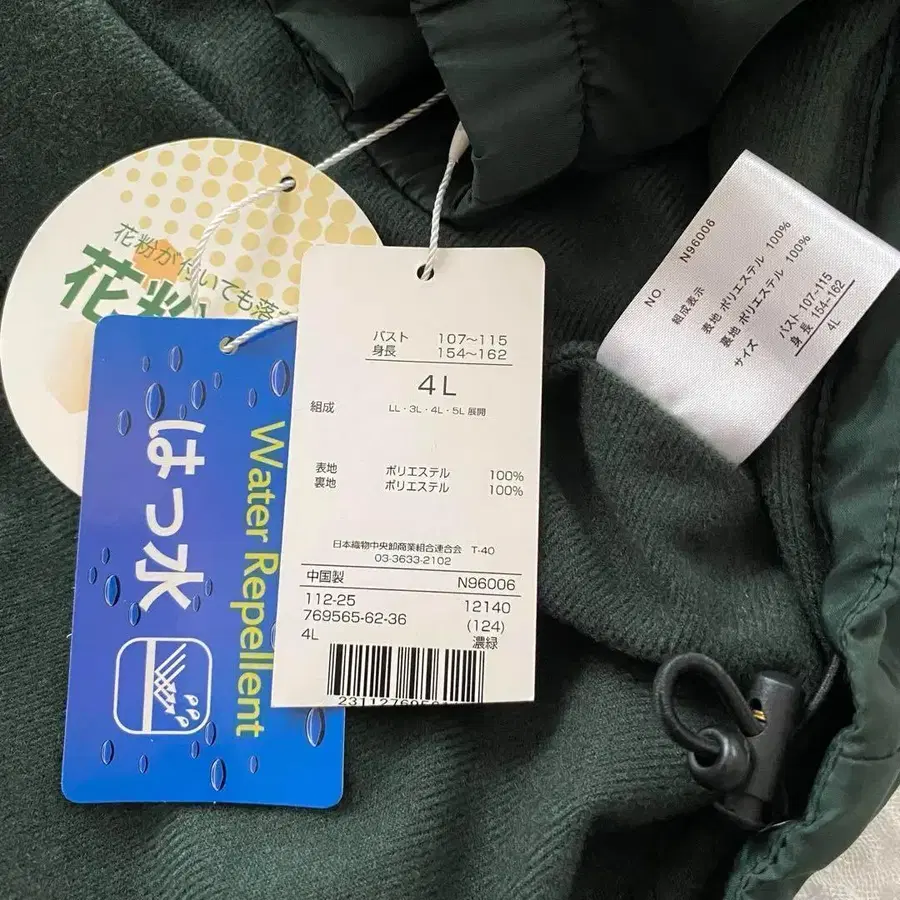 花粉が付いても落
花粉
はっ水
Water Repellent
バスト 107～115
身長 154～162
4L
組成 LL・3L・4L・5L 展開
表地 ポリエステル 100%
裏地 ポリエステル 100%
日本織物中央卸商業組合連合会 T-40
03-3633-2102
中国製 N96006
112-25 12140
769565-62-36 (124)
4L 濃緑
NO. N96006
組成表示
表地 ポリエステル 100%
裏地 ポリエステル 100%
サイズ
バスト 107-115
身長 154-162
4L